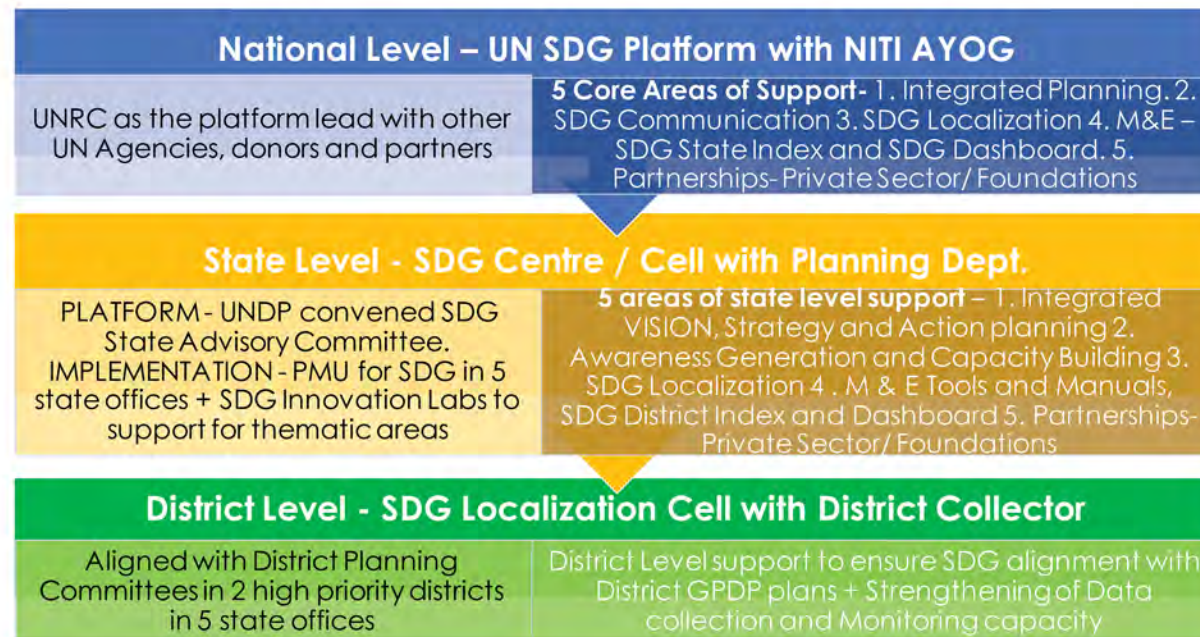 National Level – UN SDG Platform with NITI AYOG
UNRC as the platform lead with other
UN Agencies, donors and partners
5 Core Areas of Support- 1. Integrated Planning. 2.
SDG Communication 3. SDG Localization 4. M&E –
SDG State Index and SDG Dashboard. 5.
Partnerships- Private Sector/ Foundations
State Level - SDG Centre / Cell with Planning Dept.
PLATFORM - UNDP convened SDG
State Advisory Committee.
IMPLEMENTATION - PMU for SDG in 5
state offices + SDG Innovation Labs to
support for thematic areas
5 areas of state level support – 1. Integrated
VISION, Strategy and Action planning 2.
Awareness Generation and Capacity Building 3.
SDG Localization 4 . M & E Tools and Manuals,
SDG District Index and Dashboard 5. Partnerships-
Private Sector/ Foundations
District Level - SDG Localization Cell with District Collector
Aligned with District Planning
Committees in 2 high priority districts
in 5 state offices
District Level support to ensure SDG alignment with
District GPDP plans + Strengthening of Data
collection and Monitoring capacity